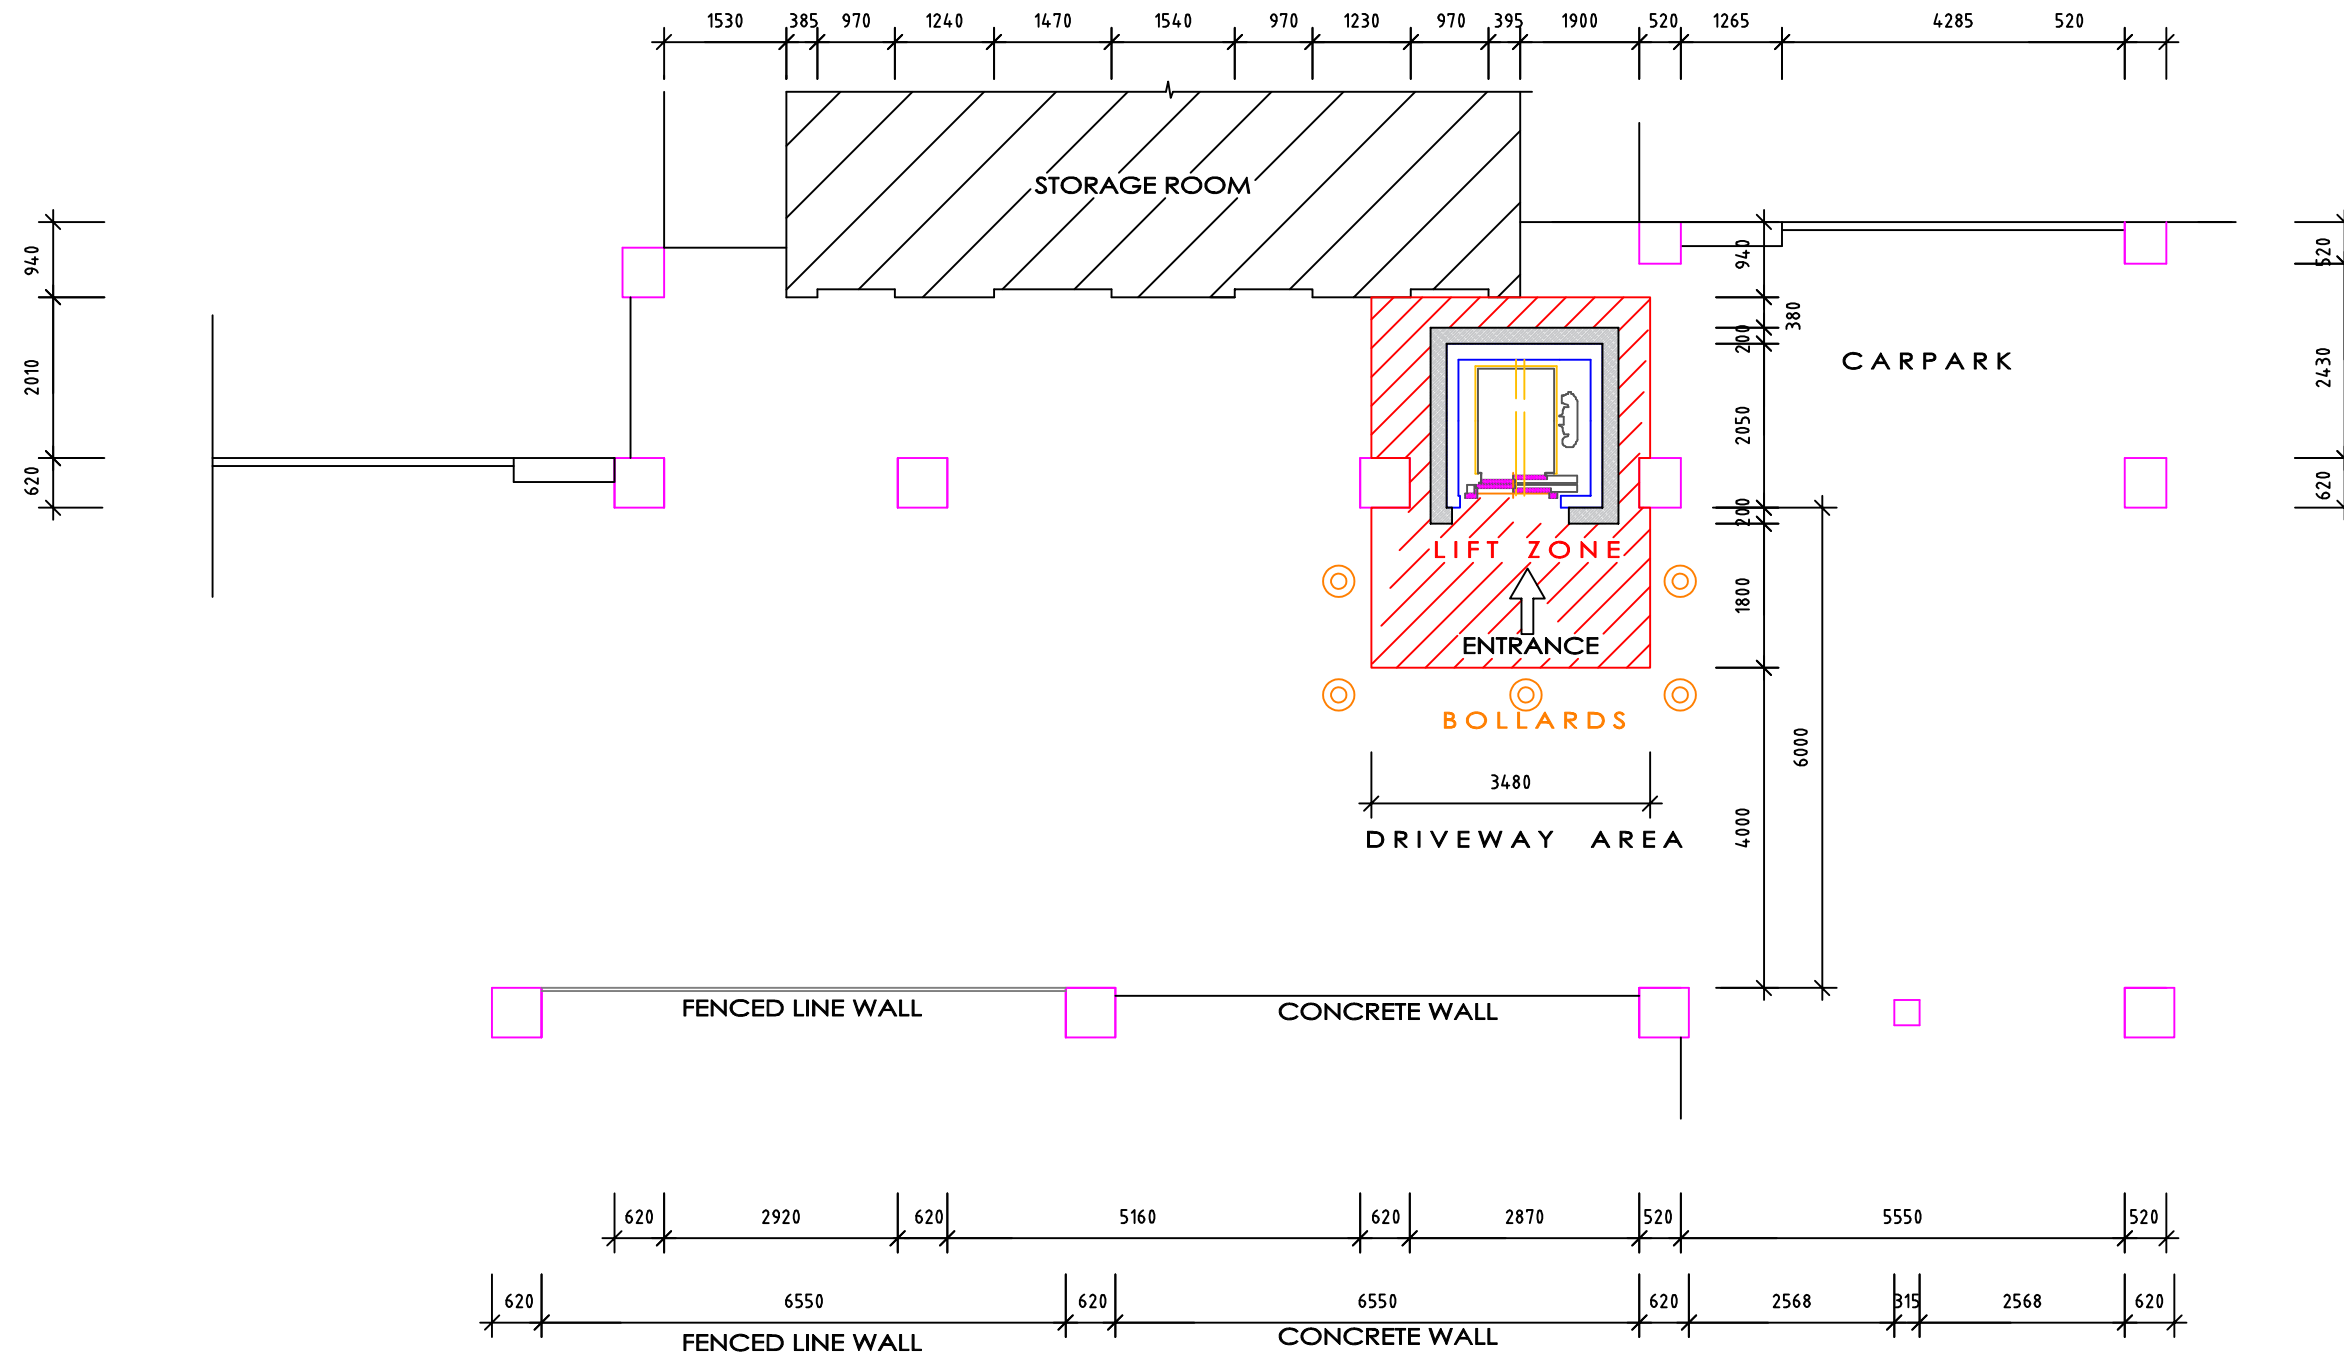 1530 385 970 1240 1470 1540 970 1230 970 395 1900 520 1265 4285 520
STORAGE ROOM
940
2010
620
940
380
200
2050
200
1800
4000
6000
520
2430
620
CARPARK
LIFT ZONE
ENTRANCE
BOLLARDS
3480
DRIVEWAY AREA
FENCED LINE WALL
CONCRETE WALL
620 2920 620 5160 620 2870 520 5550 520
620 6550 620 6550 620 2568 315 2568 620
FENCED LINE WALL
CONCRETE WALL